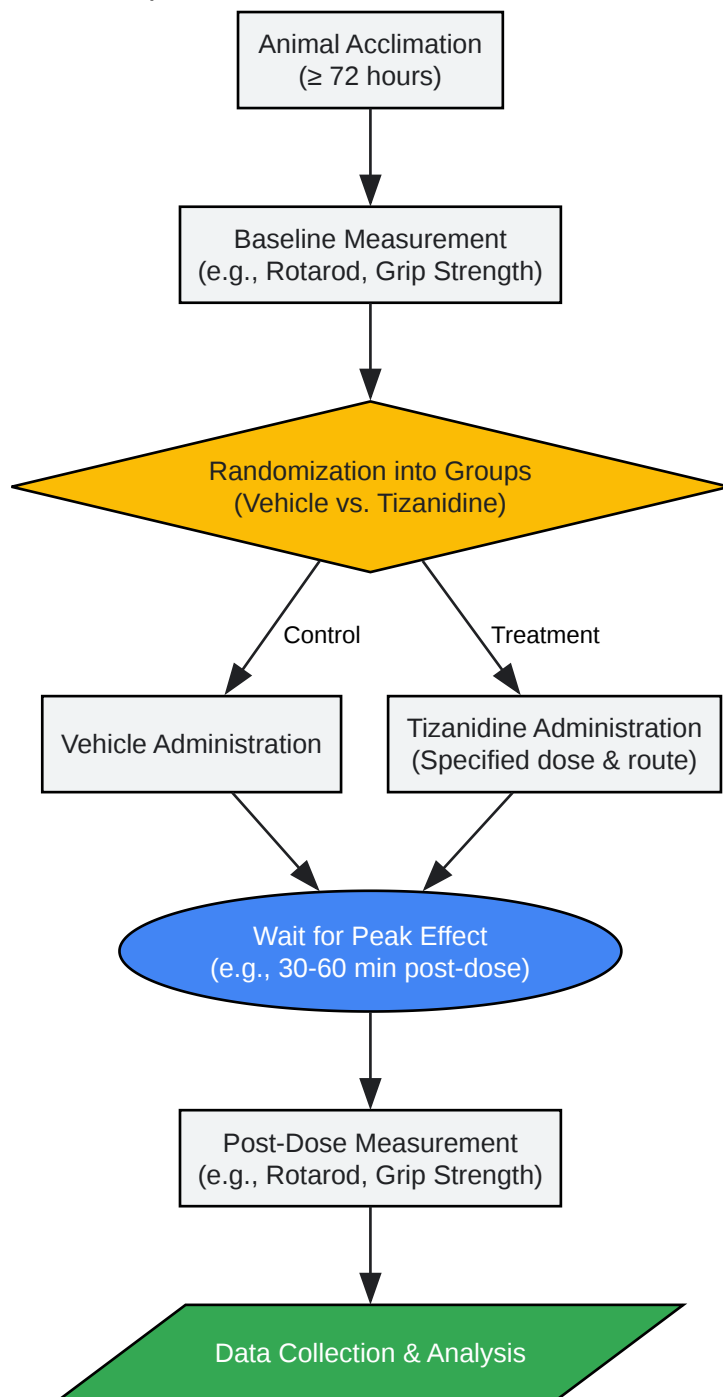 Animal Acclimation
(≥ 72 hours)
Baseline Measurement
(e.g., Rotarod, Grip Strength)
Randomization into Groups
(Vehicle vs. Tizanidine)
Control
Treatment
Vehicle Administration
Tizanidine Administration
(Specified dose & route)
Wait for Peak Effect
(e.g., 30-60 min post-dose)
Post-Dose Measurement
(e.g., Rotarod, Grip Strength)
Data Collection & Analysis